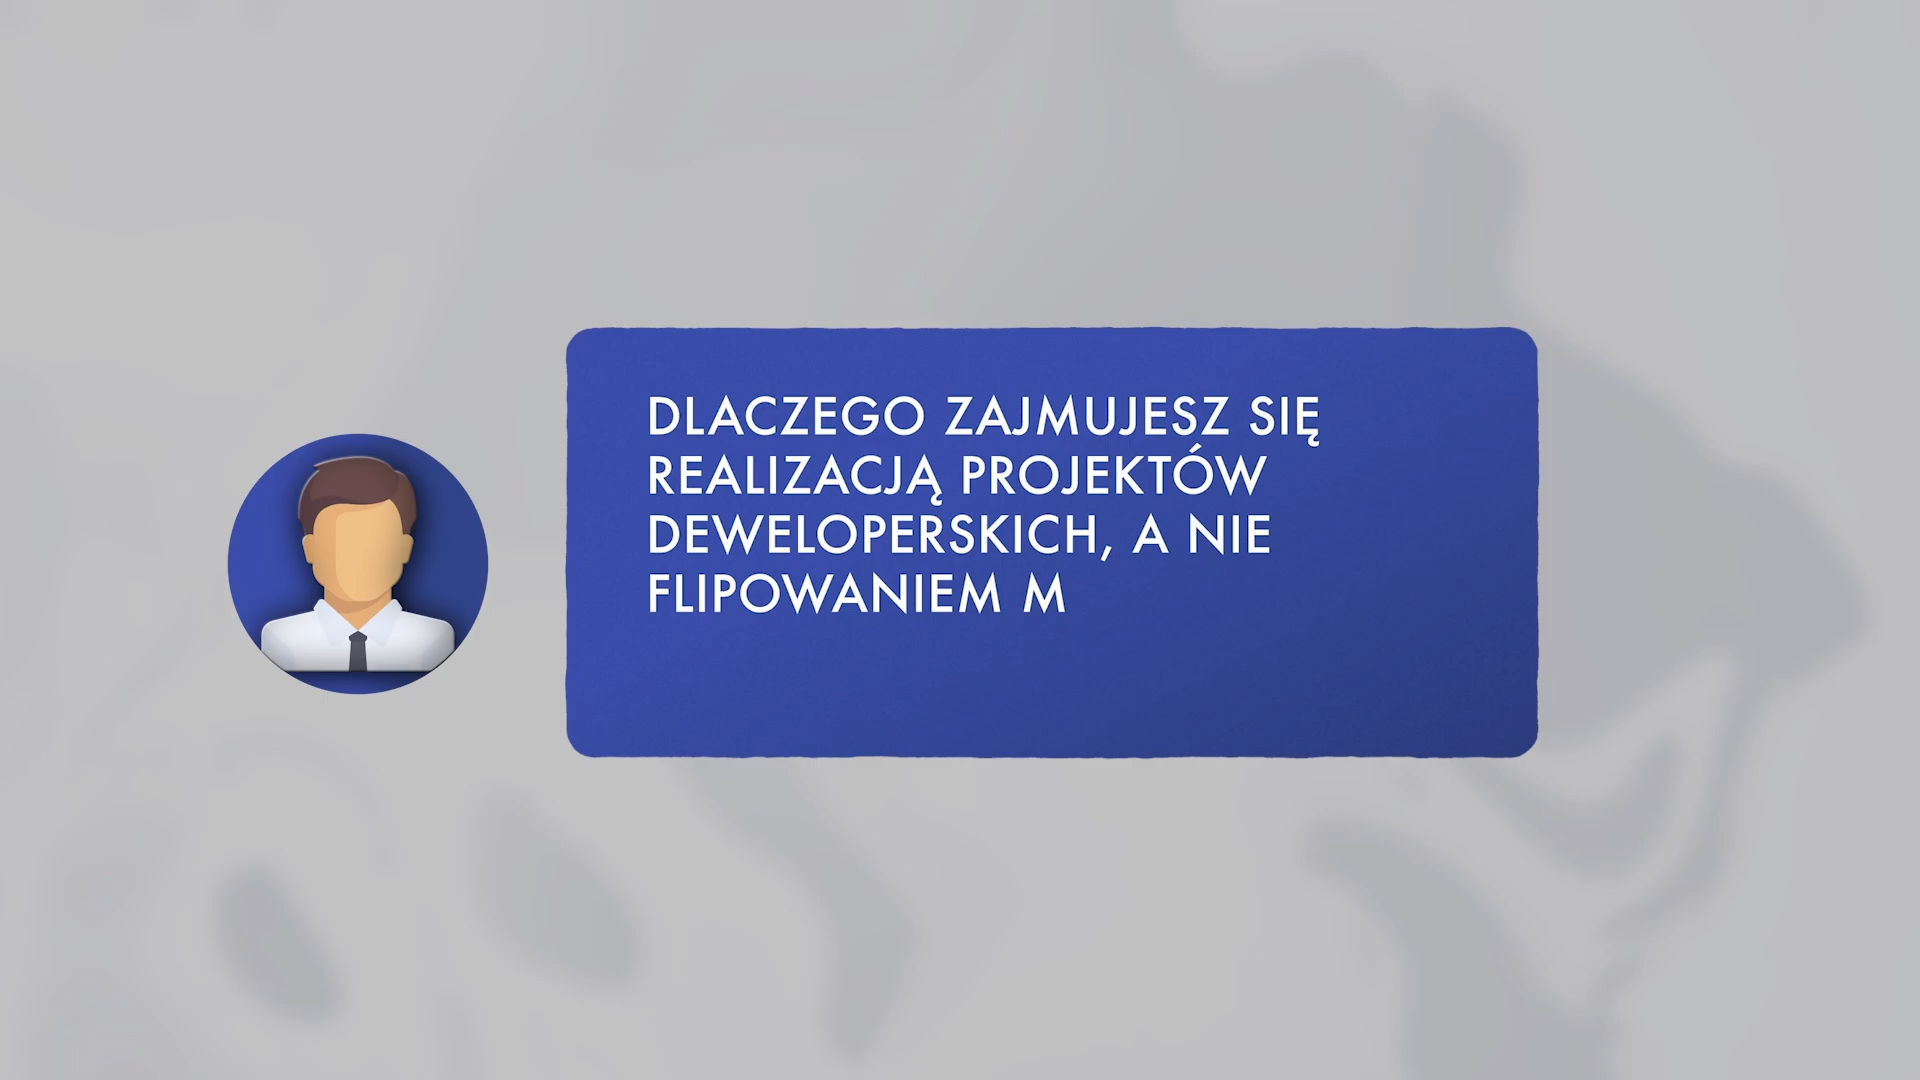 DLACZEGO ZAJMUJESZ SIĘ
REALIZACJĄ PROJEKTÓW
DEWELOPERSKICH, A NIE
FLIPOWANIEM M